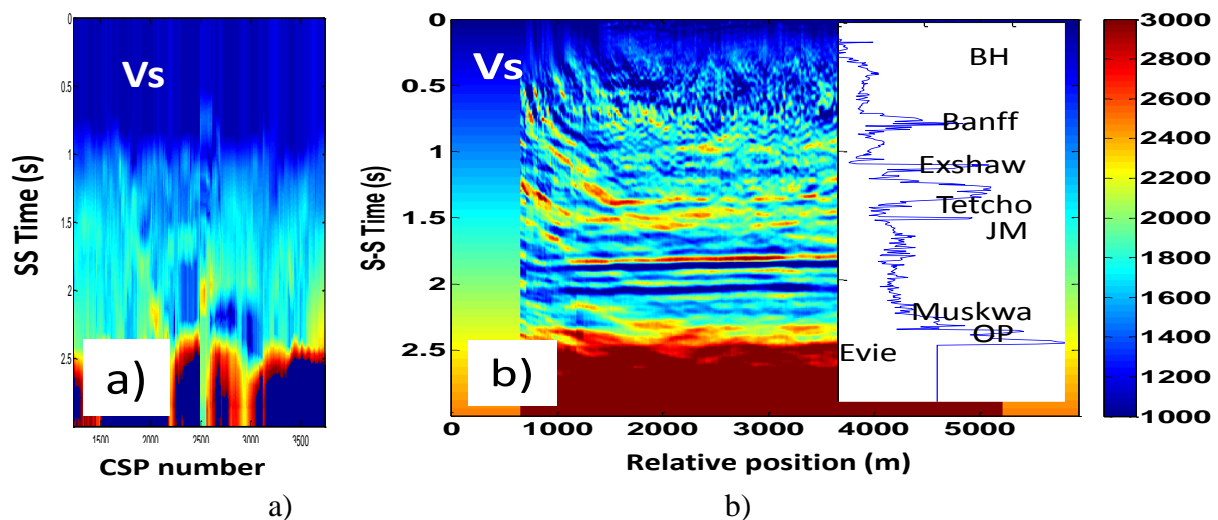 Vs
0
0.5
1
1.5
2
2.5
SS Time (s)
a)
1500 2000 2500 3000 3500
CSP number
a)
Vs
0
0.5
1
1.5
2
2.5
S-S Time (s)
b)
0 1000 2000 3000 4000 5000
Relative position (m)
b)
BH
Banff
Exshaw
Tetcho
JM
Muskwa
OP
Evie
3000
2800
2600
2400
2200
2000
1800
1600
1400
1200
1000